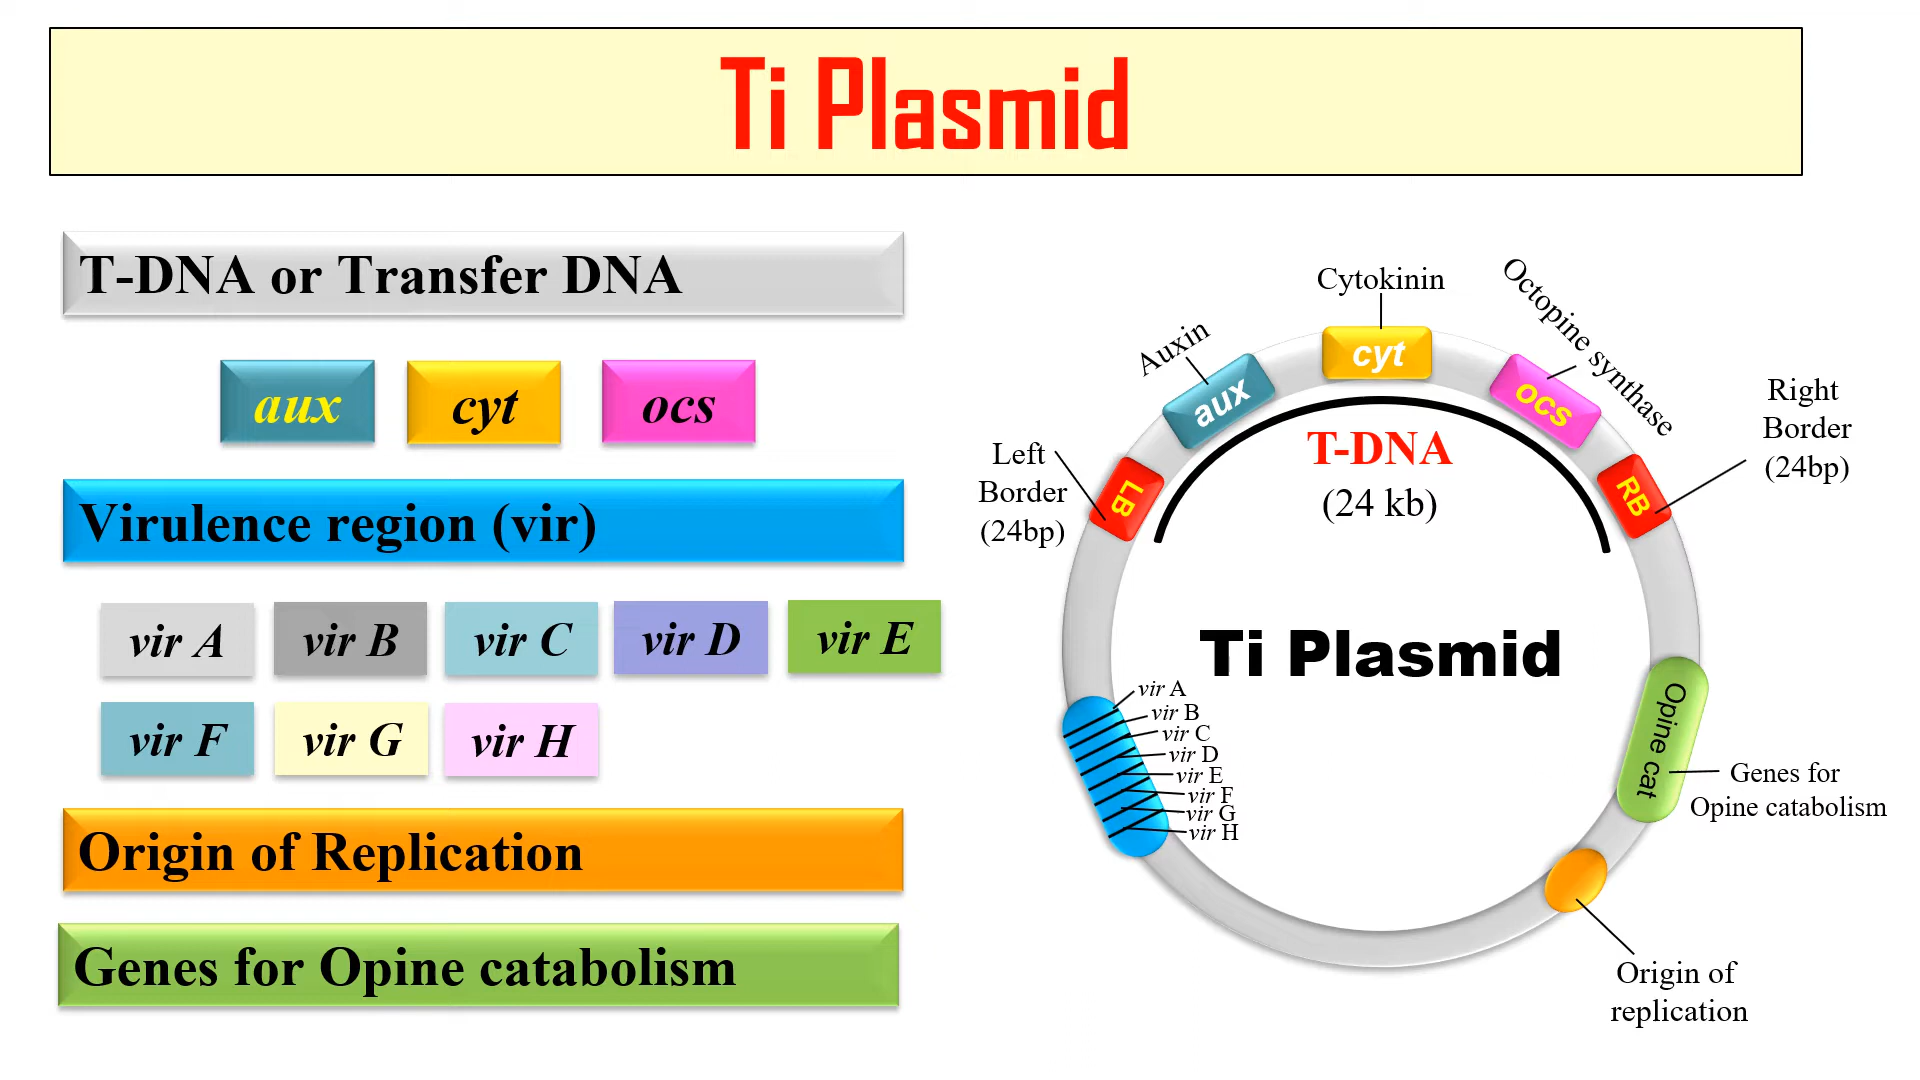 Ti Plasmid
T-DNA or Transfer DNA
aux
cyt
ocs
Virulence region (vir)
vir A
vir B
vir C
vir D
vir E
vir F
vir G
vir H
Origin of Replication
Genes for Opine catabolism
Cytokinin
Auxin
Octopine synthase
cyt
aux
ocs
Left
Border
(24bp)
LB
T-DNA
(24 kb)
RB
Right
Border
(24bp)
Ti Plasmid
vir A
vir B
vir C
vir D
vir E
vir F
vir G
vir H
Opine cat
Genes for
Opine catabolism
Origin of
replication